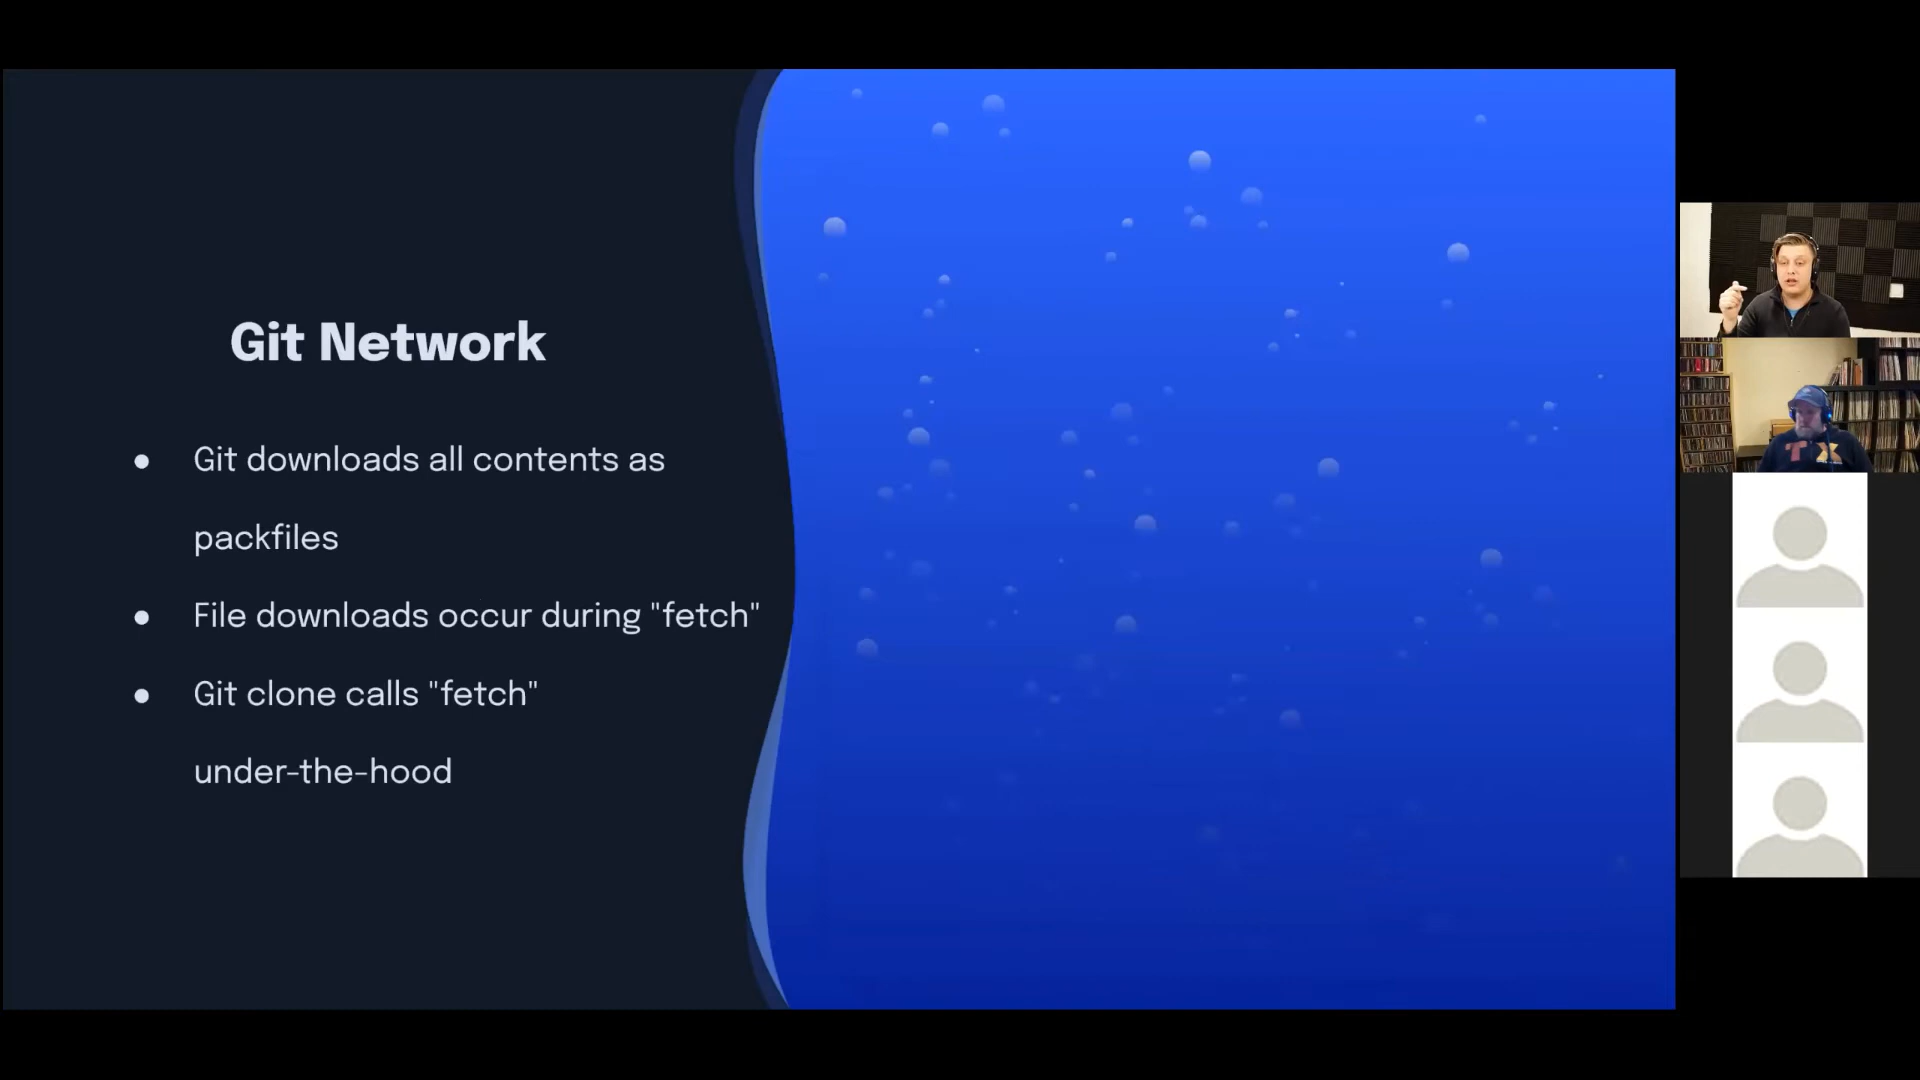 Git Network
● Git downloads all contents as
packfiles
● File downloads occur during "fetch"
● Git clone calls "fetch"
under-the-hood
TX